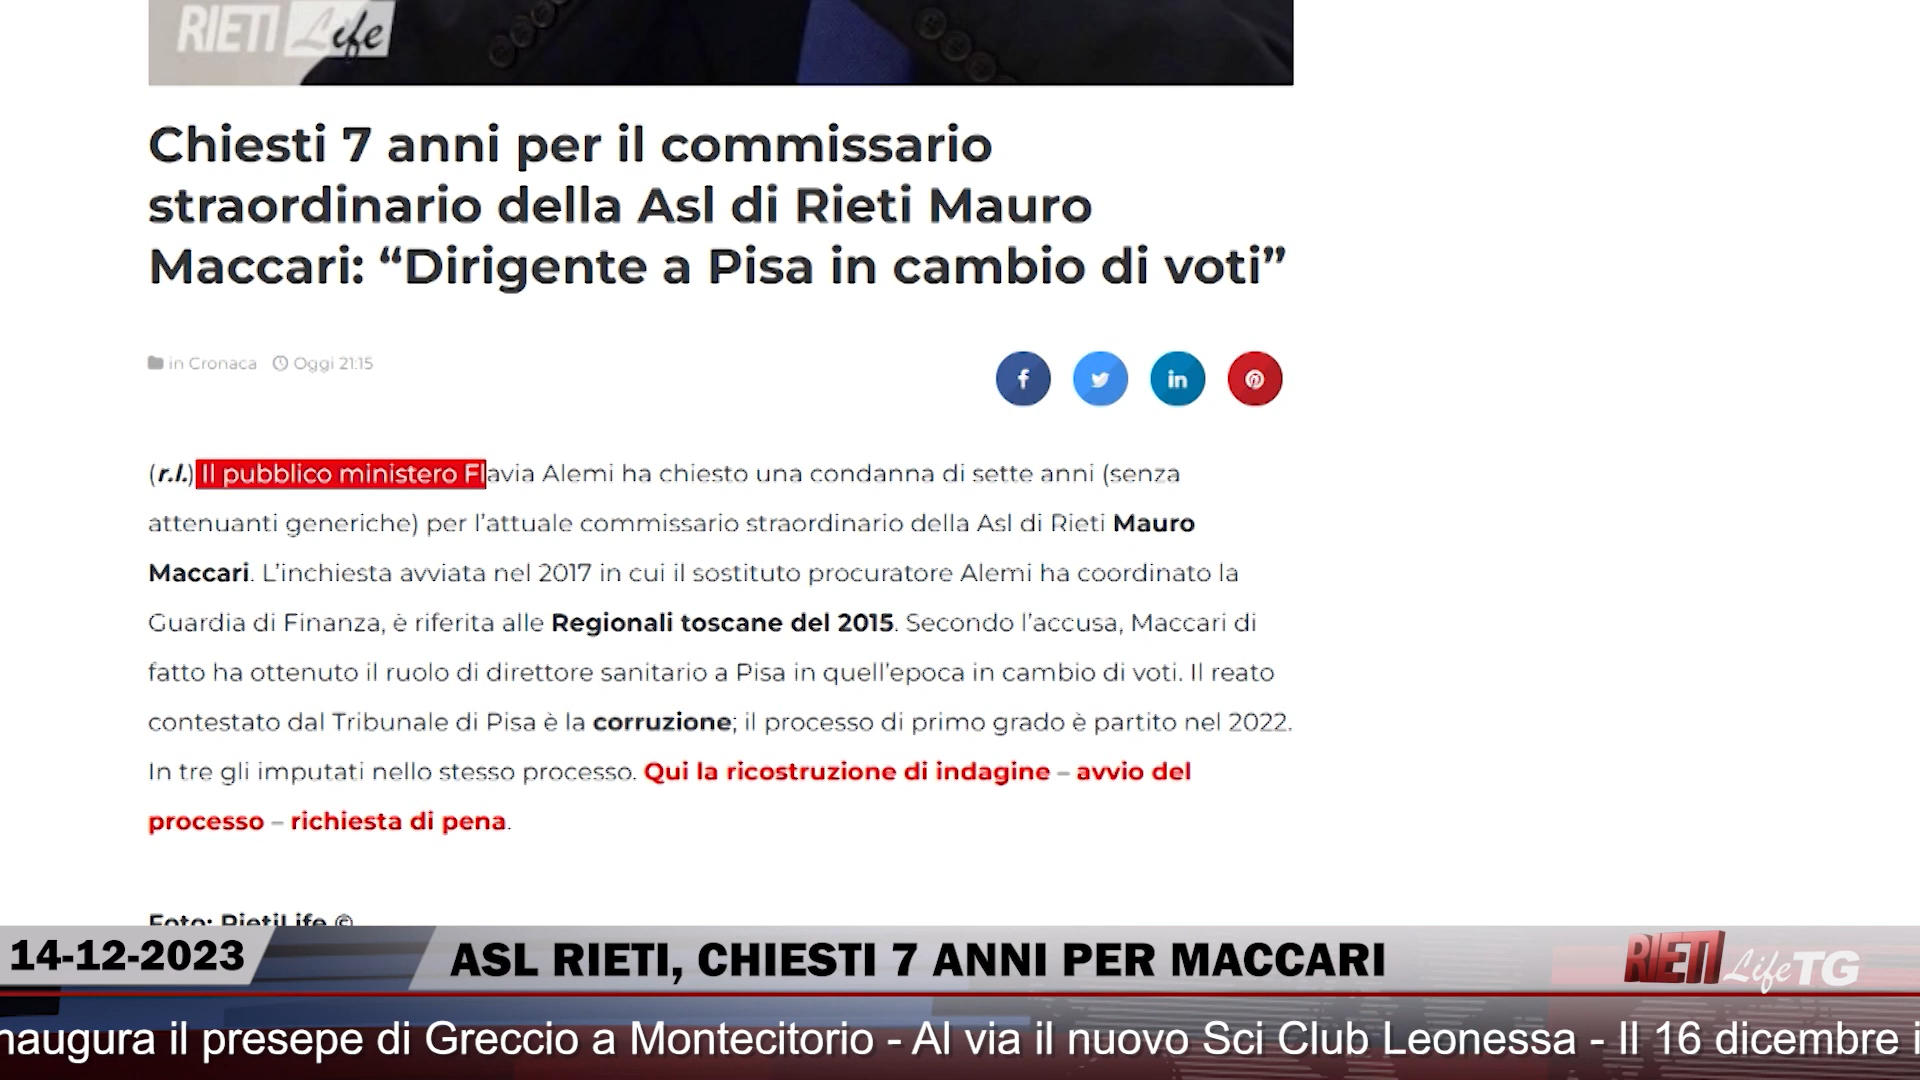 RIETI Life
Chiesti 7 anni per il commissario
straordinario della Asl di Rieti Mauro
Maccari: “Dirigente a Pisa in cambio di voti”
in Cronaca Oggi 21:15
(r.l.) Il pubblico ministero Flavia Alemi ha chiesto una condanna di sette anni (senza
attenuanti generiche) per l’attuale commissario straordinario della Asl di Rieti Mauro
Maccari. L’inchiesta avviata nel 2017 in cui il sostituto procuratore Alemi ha coordinato la
Guardia di Finanza, è riferita alle Regionali toscane del 2015. Secondo l’accusa, Maccari di
fatto ha ottenuto il ruolo di direttore sanitario a Pisa in quell’epoca in cambio di voti. Il reato
contestato dal Tribunale di Pisa è la corruzione; il processo di primo grado è partito nel 2022.
In tre gli imputati nello stesso processo. Qui la ricostruzione di indagine – avvio del
processo – richiesta di pena.
Foto: RietiLife ©
14-12-2023
ASL RIETI, CHIESTI 7 ANNI PER MACCARI
RIETI Life TG
naugura il presepe di Greccio a Montecitorio - Al via il nuovo Sci Club Leonessa - Il 16 dicembre i